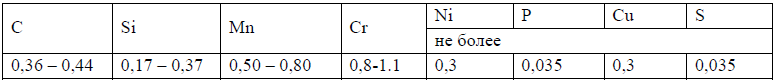 C Si Mn Cr Ni P Cu S
не более
0,36 – 0,44 0,17 – 0,37 0,50 – 0,80 0,8-1.1 0,3 0,035 0,3 0,035